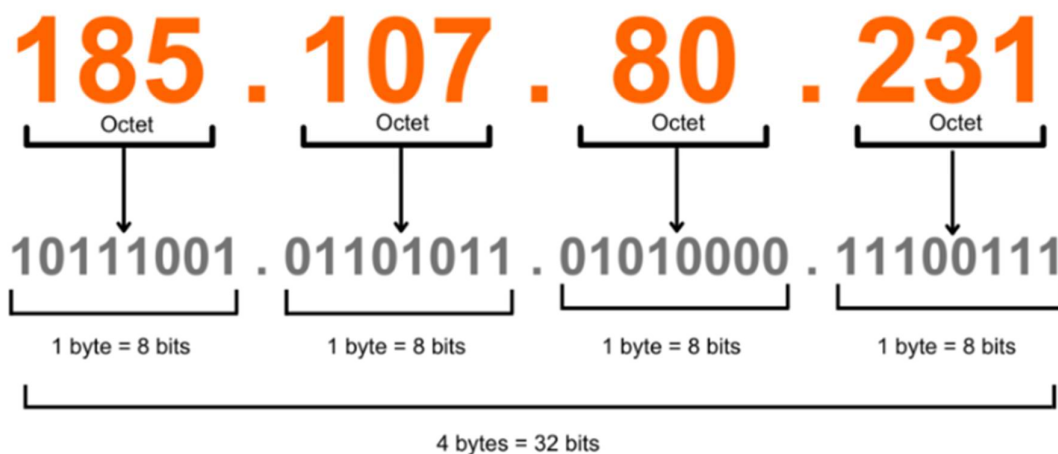 185 . 107 . 80 . 231
Octet Octet Octet Octet
10111001 . 01101011 . 01010000 . 11100111
1 byte = 8 bits 1 byte = 8 bits 1 byte = 8 bits 1 byte = 8 bits
4 bytes = 32 bits